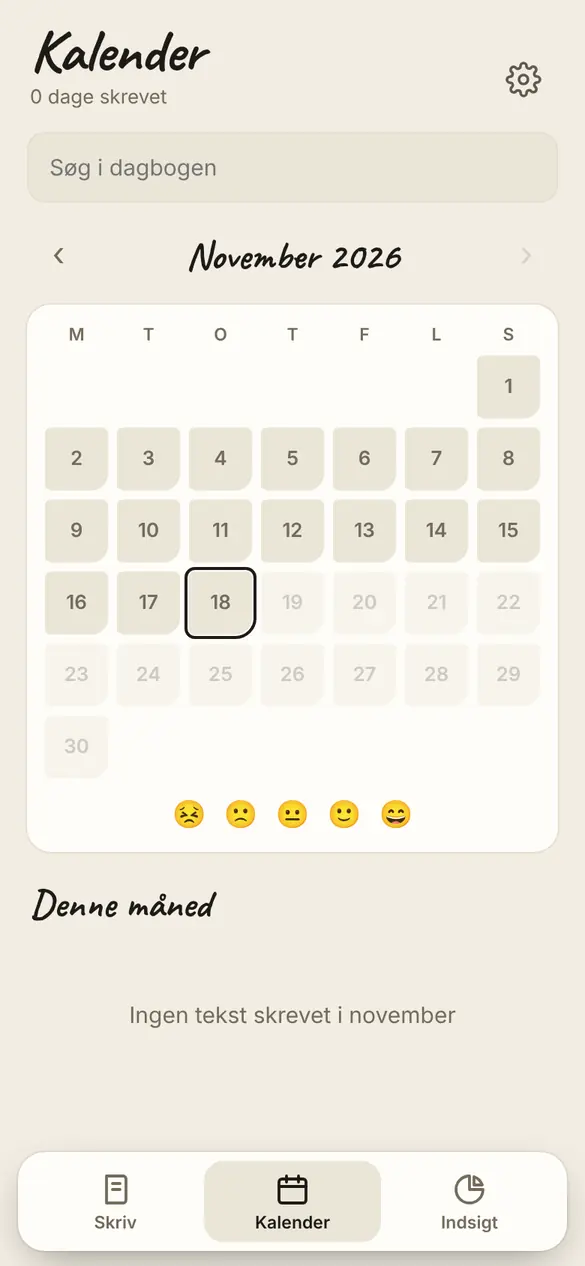 Kalender
0 dage skrevet
Søg i dagbogen
November 2026
M T O T F L S
1
2 3 4 5 6 7 8
9 10 11 12 13 14 15
16 17 18 19 20 21 22
23 24 25 26 27 28 29
30
😣 🙁 😐 🙂 😄
Denne måned
Ingen tekst skrevet i november
Skriv Kalender Indsigt